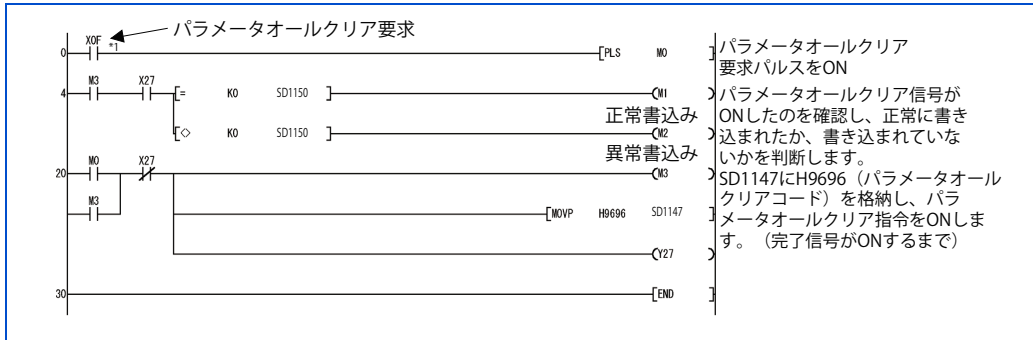 パラメータオールクリア要求
X0F *1
0 [PLS M0 ] パラメータオールクリア
要求パルスをON
M3 X27
4 [= K0 SD1150 ] (M1 ) パラメータオールクリア信号が
正常書込み
ONしたのを確認し、正常に書き
[<> K0 SD1150 ] (M2 ) 込まれたか、書き込まれていな
異常書込み
いかを判断します。
M0 X27
20 (M3 ) SD1147にH9696(パラメータオール
クリアコード)を格納し、パラ
M3
[MOVP H9696 SD1147 ] メータオールクリア指令をONしま
す。(完了信号がONするまで)
(Y27 )
30 [END ]